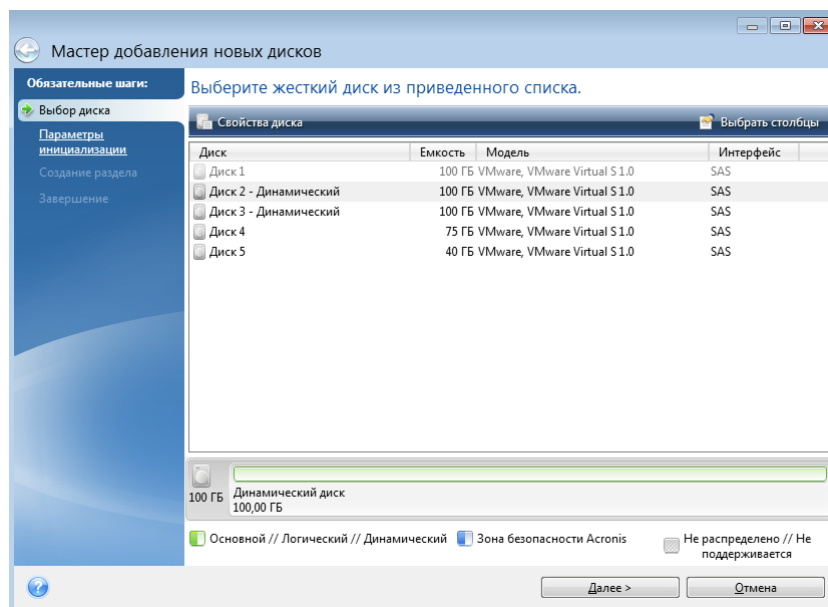 Мастер добавления новых дисков
Обязательные шаги:
Выбор диска
Параметры
инициализации
Создание раздела
Завершение
Выберите жесткий диск из приведенного списка.
Свойства диска Выбрать столбцы
Диск Емкость Модель Интерфейс
Диск 1 100 ГБ VMware, VMware Virtual S 1.0 SAS
Диск 2 - Динамический 100 ГБ VMware, VMware Virtual S 1.0 SAS
Диск 3 - Динамический 100 ГБ VMware, VMware Virtual S 1.0 SAS
Диск 4 75 ГБ VMware, VMware Virtual S 1.0 SAS
Диск 5 40 ГБ VMware, VMware Virtual S 1.0 SAS
100 ГБ Динамический диск
100,00 ГБ
Основной // Логический // Динамический Зона безопасности Acronis Не распределено // Не
поддерживается
Далее > Отмена